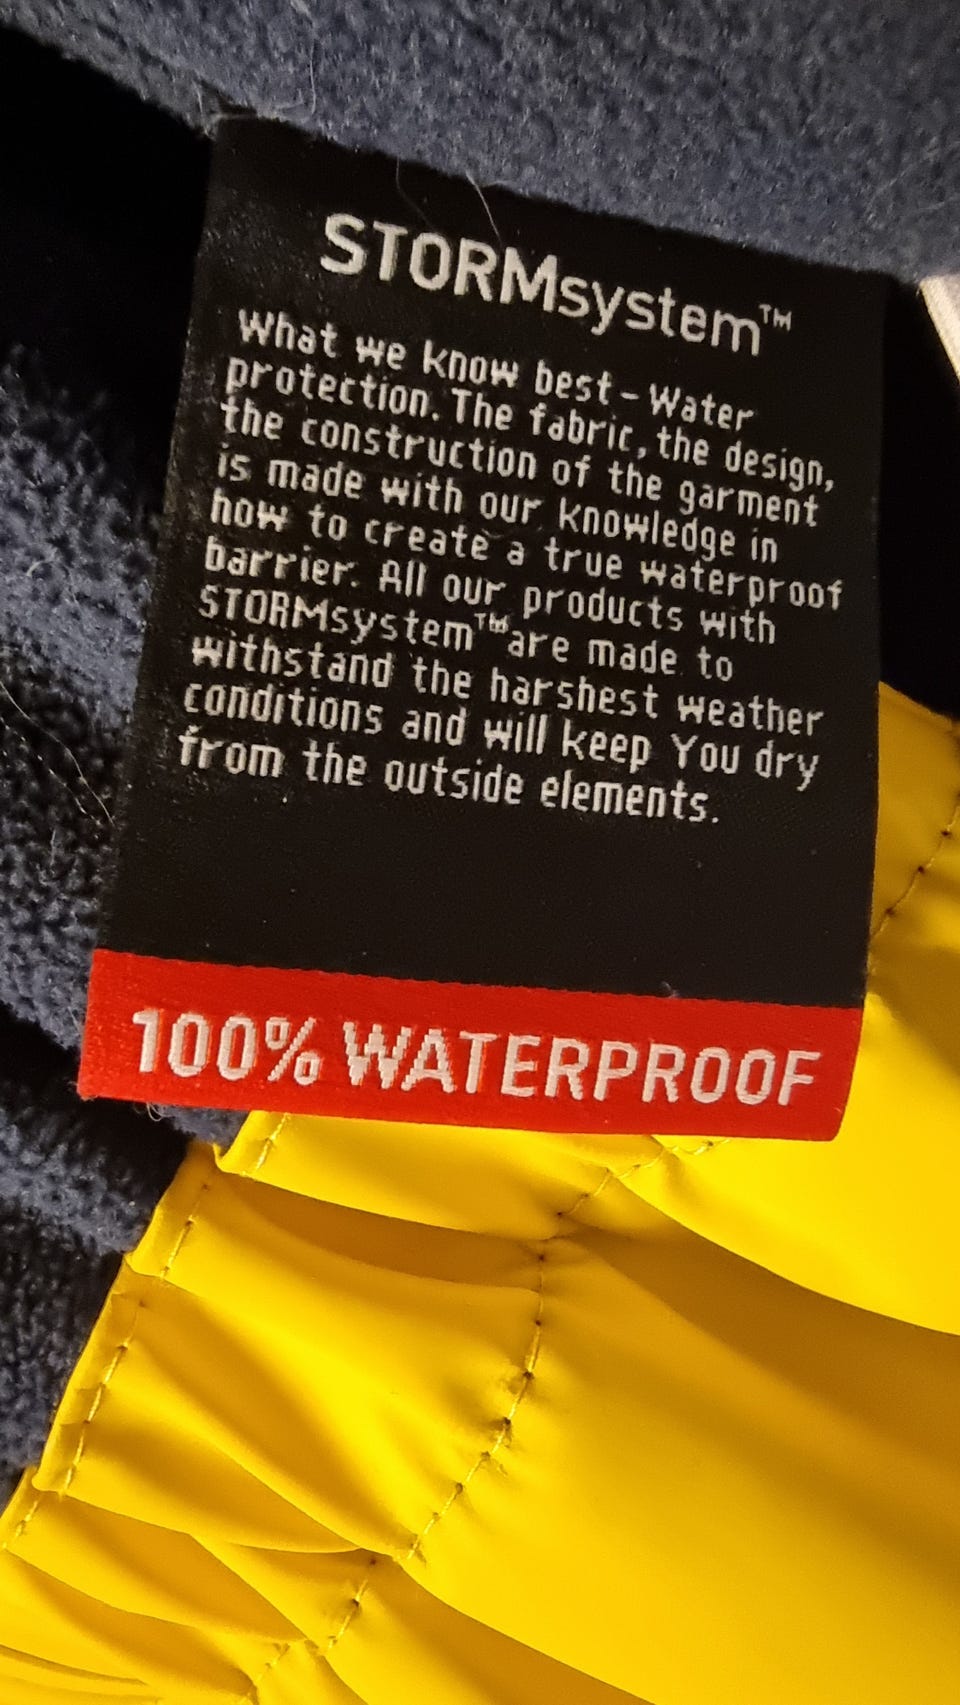 STORMsystem™
What we know best - Water
protection. The fabric, the design,
the construction of the garment
is made with our knowledge in
how to create a true waterproof
barrier. All our products with
STORMsystem™ are made to
withstand the harshest weather
conditions and will keep You dry
from the outside elements.
100% WATERPROOF